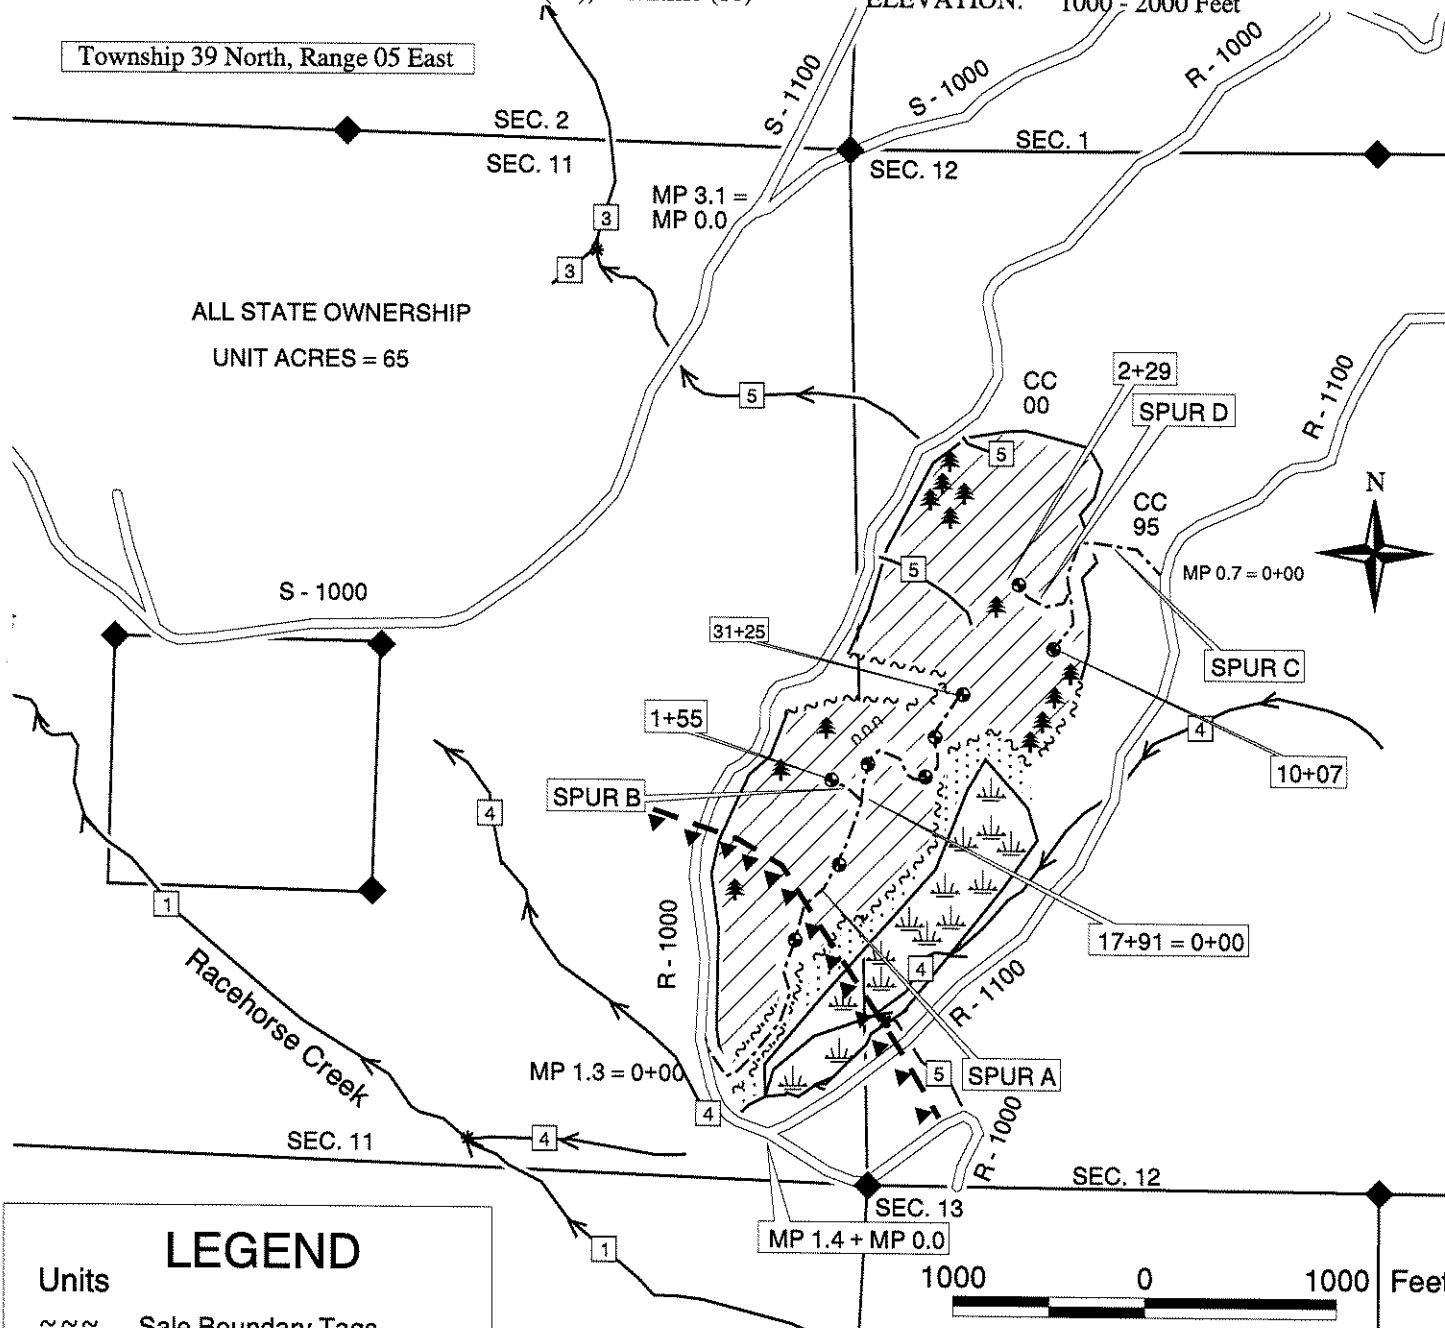 ELEVATION: 1000 - 2000 Feet
Township 39 North, Range 05 East
S - 1100
S - 1000
R - 1000
SEC. 2
SEC. 11
SEC. 1
SEC. 12
MP 3.1 =
MP 0.0
3
3
ALL STATE OWNERSHIP
UNIT ACRES = 65
5
CC
00
2+29
SPUR D
R - 1100
5
CC
95
N
5
MP 0.7 = 0+00
S - 1000
31+25
SPUR C
1+55
4
10+07
SPUR B
4
1
17+91 = 0+00
R - 1000
Racehorse Creek
4
R - 1100
MP 1.3 = 0+00
5
SPUR A
4
R - 1000
SEC. 11
4
SEC. 12
SEC. 13
MP 1.4 + MP 0.0
1
LEGEND
Units
1000 0 1000 Feet
~~~ Sale Boundary Tags